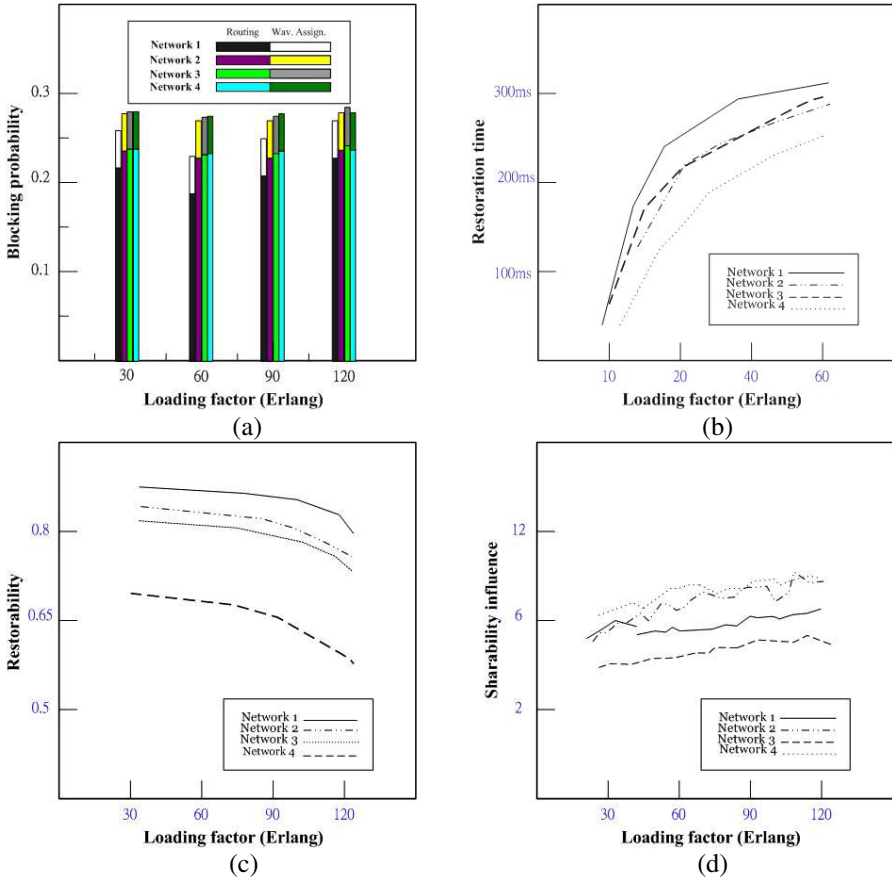 Routing Wav. Assign.
Network 1
Network 2
Network 3
Network 4
Blocking probability
0.3
0.2
0.1
30 60 90 120
Loading factor (Erlang)
(a)
Restoration time
300ms
200ms
100ms
Network 1
Network 2
Network 3
Network 4
10 20 40 60
Loading factor (Erlang)
(b)
Restorability
0.8
0.65
0.5
Network 1
Network 2
Network 3
Network 4
30 60 90 120
Loading factor (Erlang)
(c)
Sharability influence
12
6
2
Network 1
Network 2
Network 3
Network 4
30 60 90 120
Loading factor (Erlang)
(d)